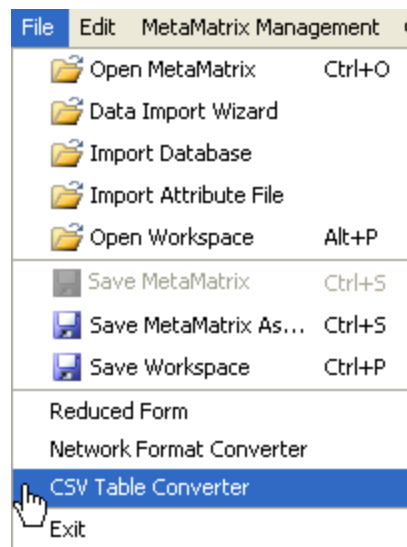 File Edit MetaMatrix Management
Open MetaMatrix Ctrl+O
Data Import Wizard
Import Database
Import Attribute File
Open Workspace Alt+P
Save MetaMatrix Ctrl+S
Save MetaMatrix As... Ctrl+S
Save Workspace Ctrl+P
Reduced Form
Network Format Converter
CSV Table Converter
Exit